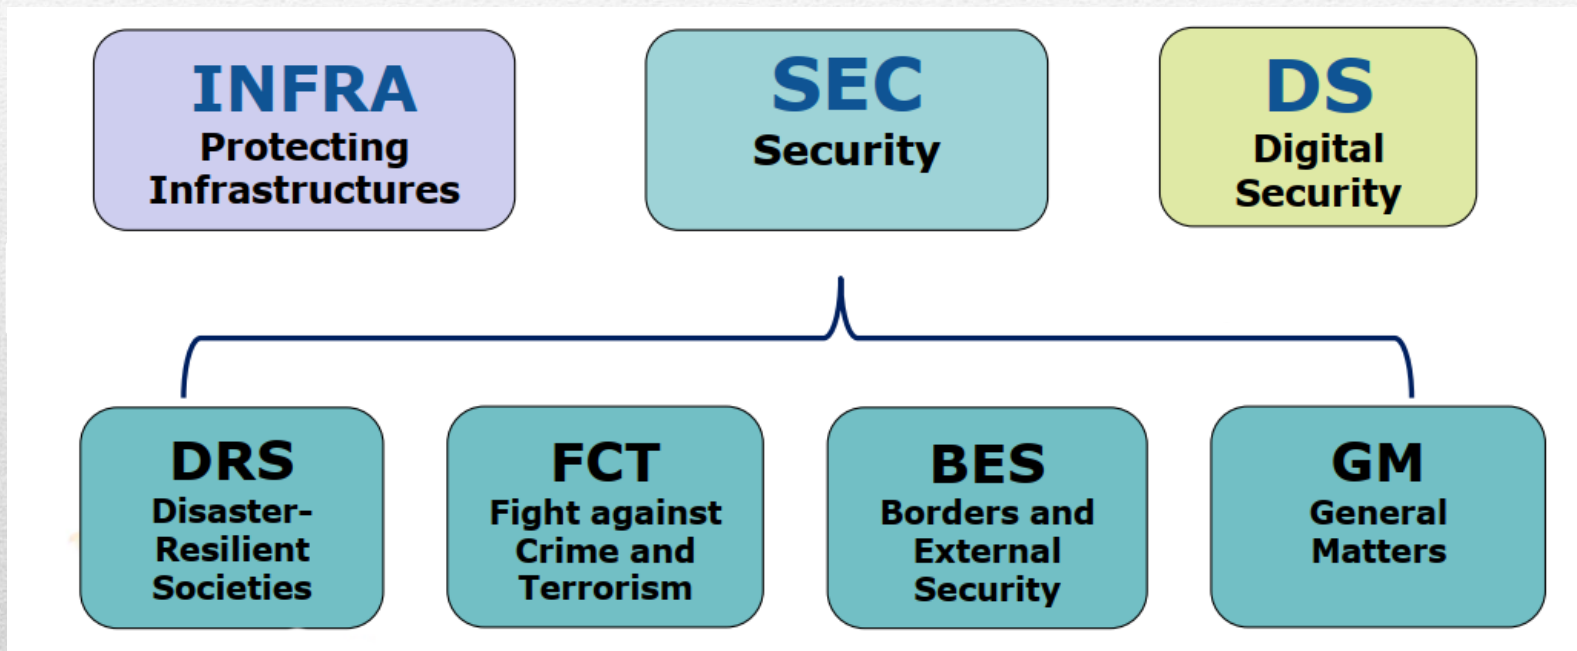 INFRA
Protecting
Infrastructures
SEC
Security
DS
Digital
Security
DRS
Disaster-
Resilient
Societies
FCT
Fight against
Crime and
Terrorism
BES
Borders and
External
Security
GM
General
Matters